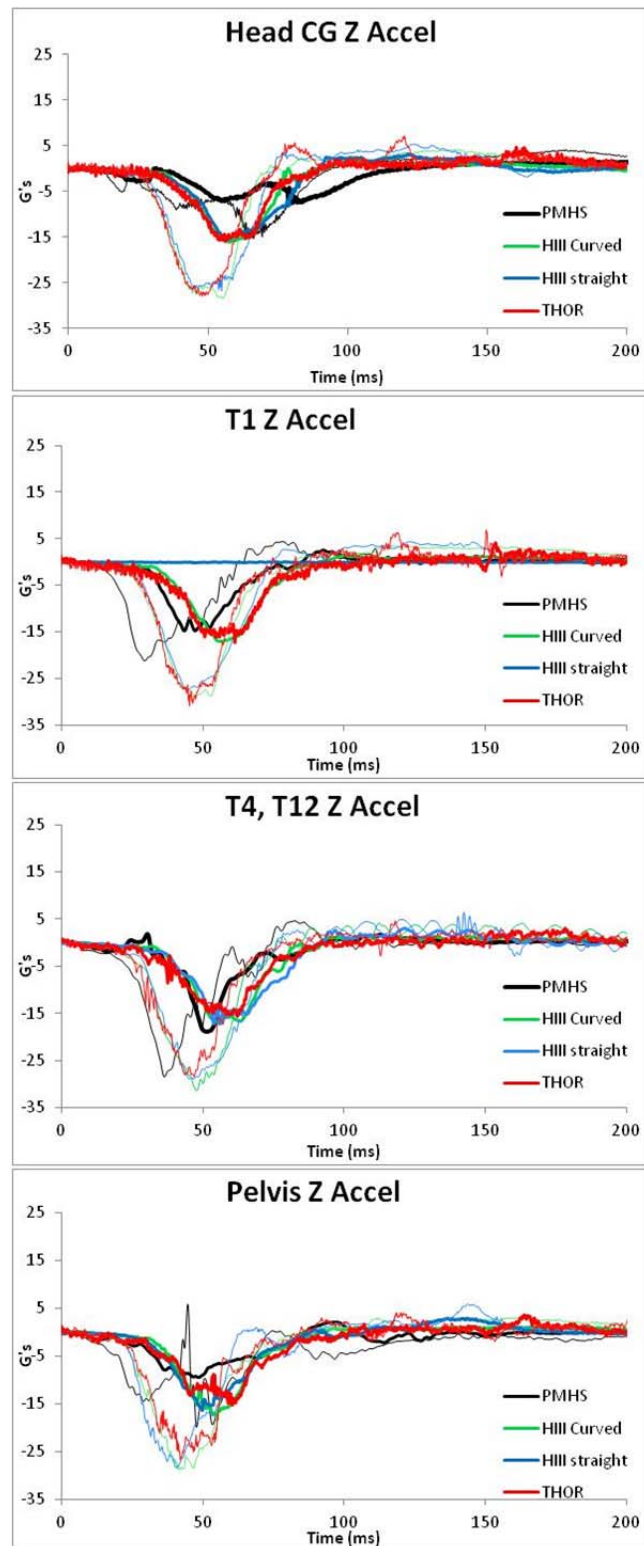 Head CG Z Accel
25
15
5
-5
-15
-25
-35
G's
0
50
100
150
200
Time (ms)
PMHS
HIII Curved
HIII straight
THOR
T1 Z Accel
25
15
5
-5
-15
-25
-35
G's
0
50
100
150
200
Time (ms)
PMHS
HIII Curved
HIII straight
THOR
T4, T12 Z Accel
25
15
5
-5
-15
-25
-35
G's
0
50
100
150
200
Time (ms)
PMHS
HIII Curved
HIII straight
THOR
Pelvis Z Accel
25
15
5
-5
-15
-25
-35
G's
0
50
100
150
200
Time (ms)
PMHS
HIII Curved
HIII straight
THOR